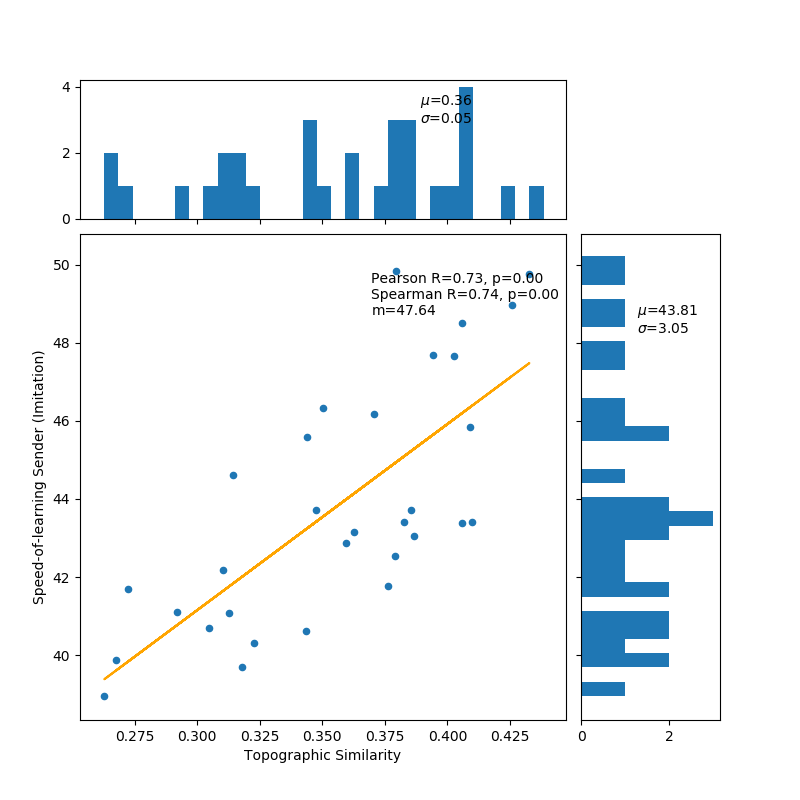 4
2
0
μ=0.36
σ=0.05
50
48
46
44
42
40
Speed-of-learning Sender (Imitation)
Pearson R=0.73, p=0.00
Spearman R=0.74, p=0.00
m=47.64
μ=43.81
σ=3.05
0.275 0.300 0.325 0.350 0.375 0.400 0.425
Topographic Similarity
0 2